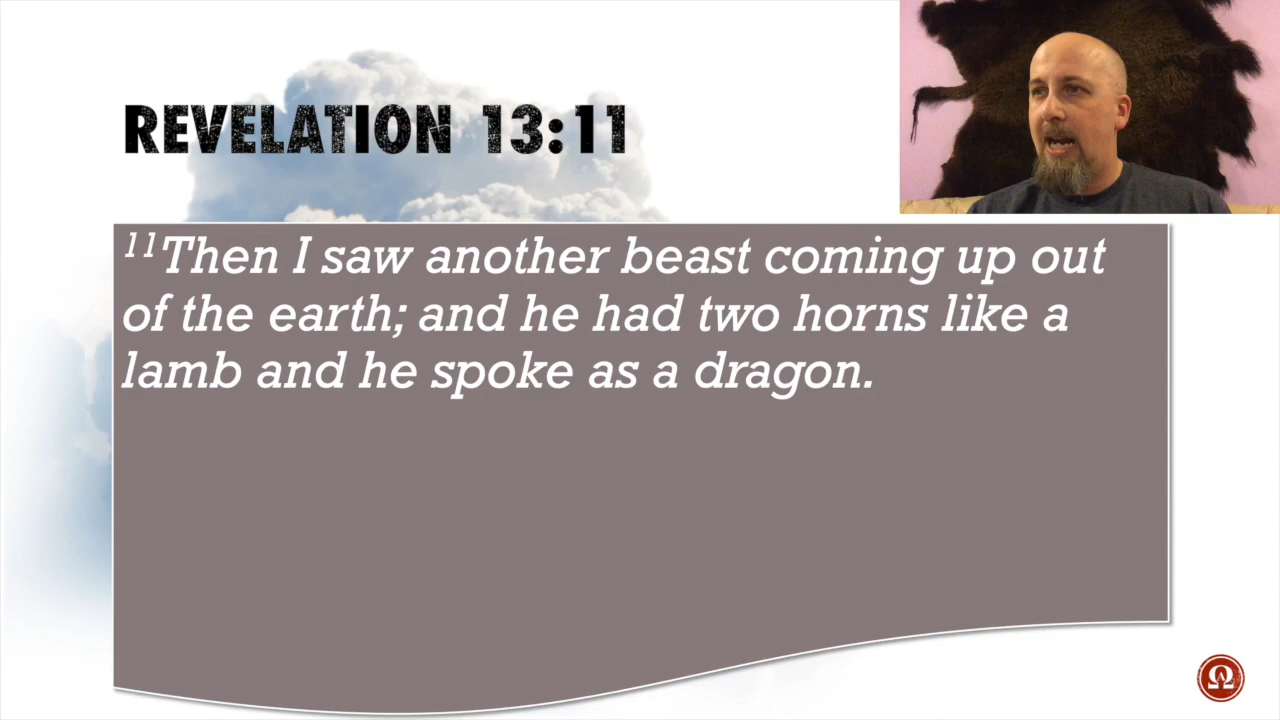 REVELATION 13:11
¹¹Then I saw another beast coming up out
of the earth; and he had two horns like a
lamb and he spoke as a dragon.